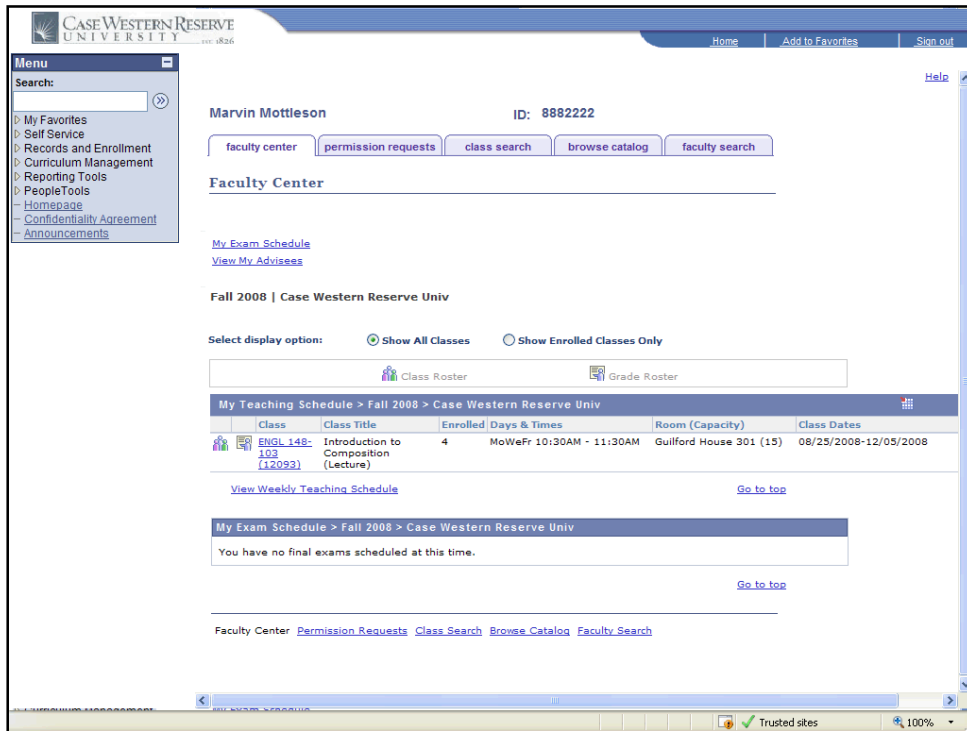 CASE WESTERN RESERVE
UNIVERSITY EST. 1826
Home Add to Favorites Sign out
Menu
Help
Search:
My Favorites
Self Service
Records and Enrollment
Curriculum Management
Reporting Tools
PeopleTools
Homepage
Confidentiality Agreement
Announcements
Marvin Mottleson ID: 8882222
faculty center permission requests class search browse catalog faculty search
Faculty Center
My Exam Schedule
View My Advisees
Fall 2008 | Case Western Reserve Univ
Select display option: Show All Classes Show Enrolled Classes Only
Class Roster Grade Roster
My Teaching Schedule > Fall 2008 > Case Western Reserve Univ
Class Class Title Enrolled Days & Times Room (Capacity) Class Dates
ENGL 148- Introduction to 4 MoWeFr 10:30AM - 11:30AM Guilford House 301 (15) 08/25/2008-12/05/2008
103 Composition
(12093) (Lecture)
View Weekly Teaching Schedule Go to top
My Exam Schedule > Fall 2008 > Case Western Reserve Univ
You have no final exams scheduled at this time.
Go to top
Faculty Center Permission Requests Class Search Browse Catalog Faculty Search
Trusted sites 100%